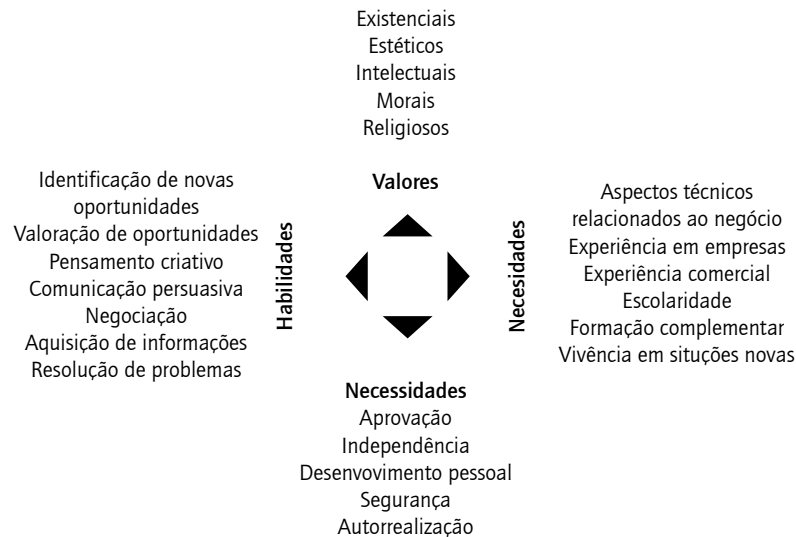 Existenciais
Estéticos
Intelectuais
Morais
Religiosos
Valores
Identificação de novas
oportunidades
Valoração de oportunidades
Pensamento criativo
Comunicação persuasiva
Negociação
Aquisição de informações
Resolução de problemas
Habilidades
Necesidades
Aspectos técnicos
relacionados ao negócio
Experiência em empresas
Experiência comercial
Escolaridade
Formação complementar
Vivência em situções novas
Necessidades
Aprovação
Independência
Desenvovimento pessoal
Segurança
Autorrealização